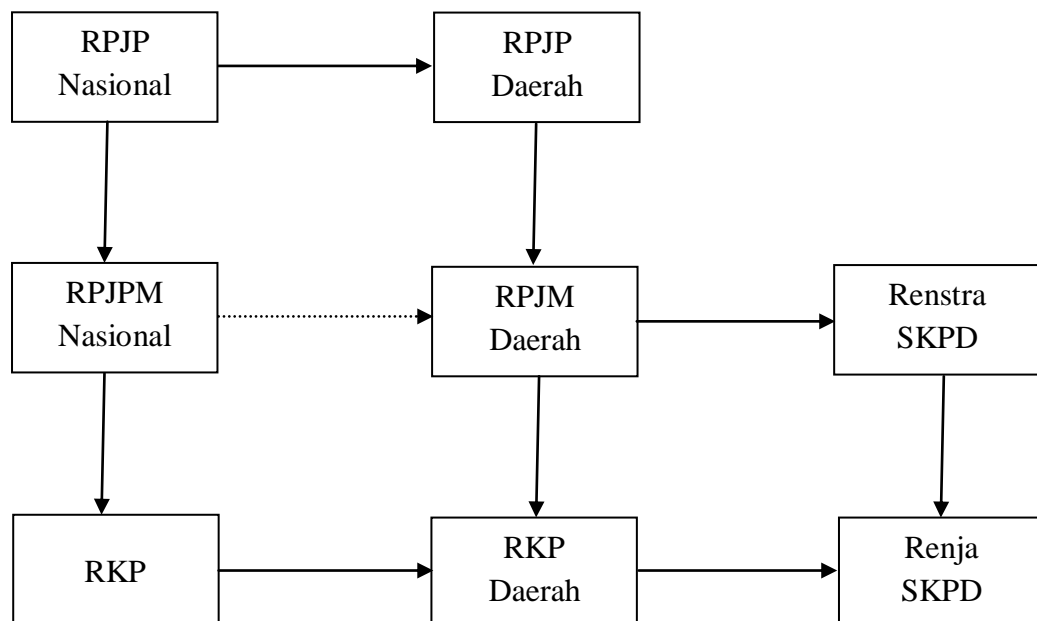 RPJP
Nasional
RPJP
Daerah
RPJPM
Nasional
RPJM
Daerah
Renstra
SKPD
RKP
RKP
Daerah
Renja
SKPD